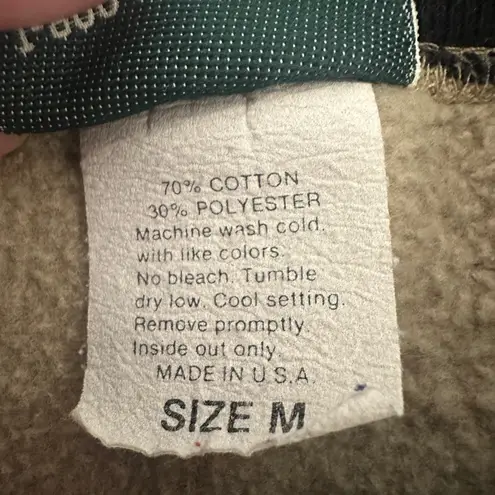 70% COTTON
30% POLYESTER
Machine wash cold.
with like colors.
No bleach. Tumble
dry low. Cool setting.
Remove promptly.
Inside out only.
MADE IN U.S.A.
SIZE M